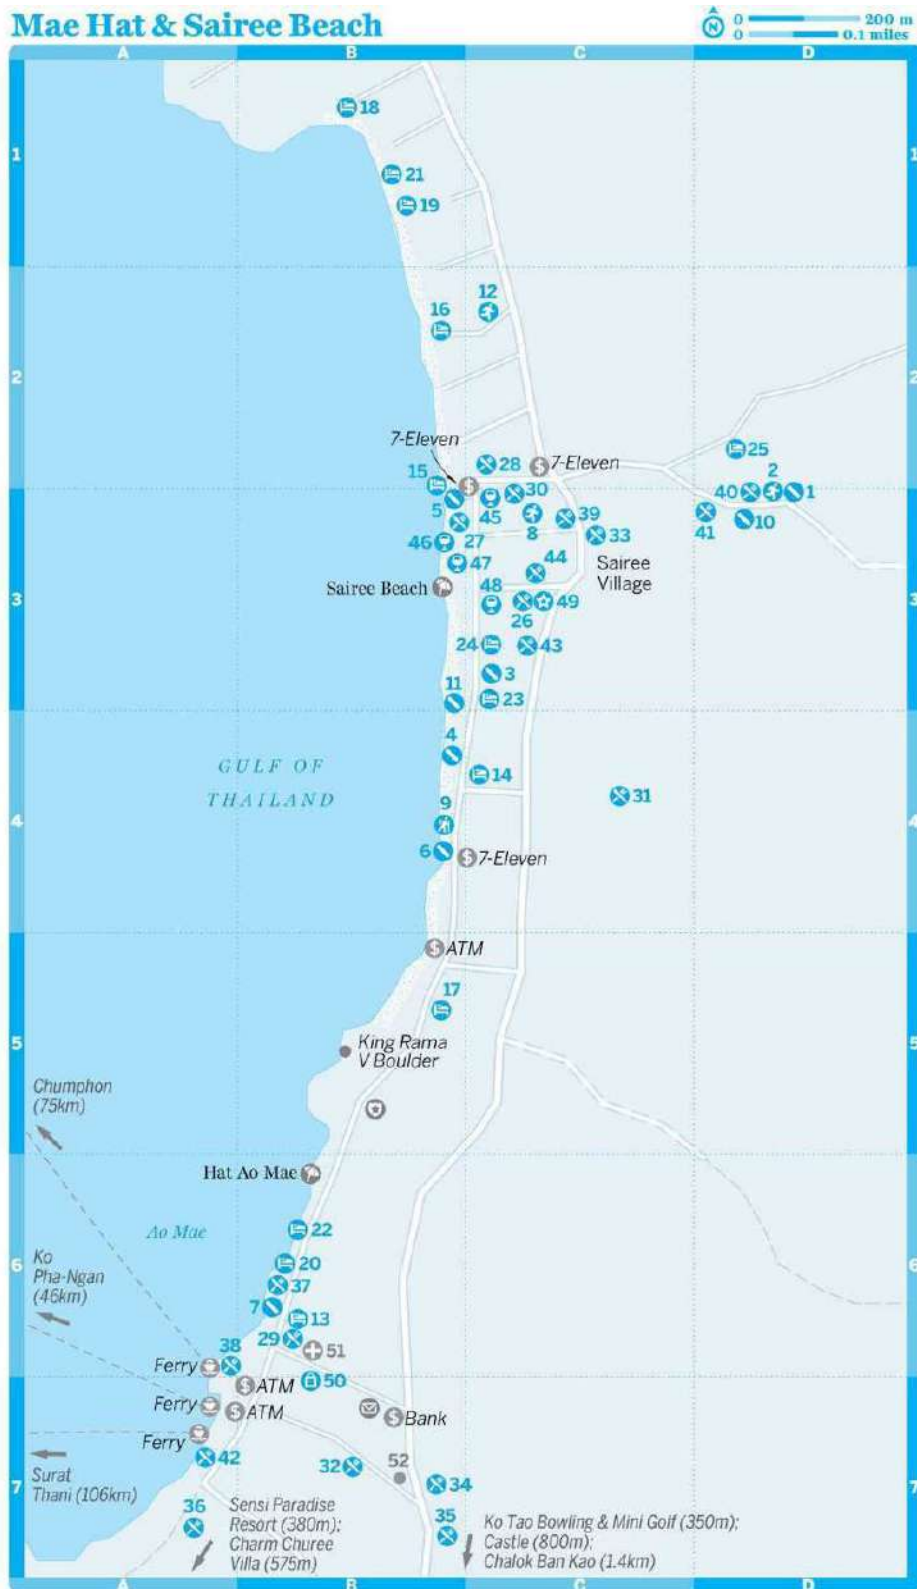 Mae Hat & Sairee Beach
N
0 200 m
0 0.1 miles
A B C D
1 1
18
21
19
2 2
12
16
7-Eleven
28
7-Eleven
25
2
15
30
40
1
5
45
8
39
33
41
10
3 3
46
27
47
44
Sairee
Village
Sairee Beach
48
26
49
24
43
3
11
23
4 4
4
14
GULF OF
THAILAND
31
9
6
7-Eleven
ATM
5 5
17
King Rama
V Boulder
Chumphon
(75km)
Hat Ao Mae
6 6
Ao Mae
22
Ko
Pha-Ngan
(46km)
20
37
7
13
29
51
38
Ferry
50
ATM
Ferry
ATM
Bank
Ferry
7 7
42
32
52
34
Surat
Thani (106km)
36
Sensi Paradise
Resort (380m);
Charm Churee
Villa (575m)
35
Ko Tao Bowling & Mini Golf (350m);
Castle (800m);
Chalok Ban Kao (1.4km)
A B C D